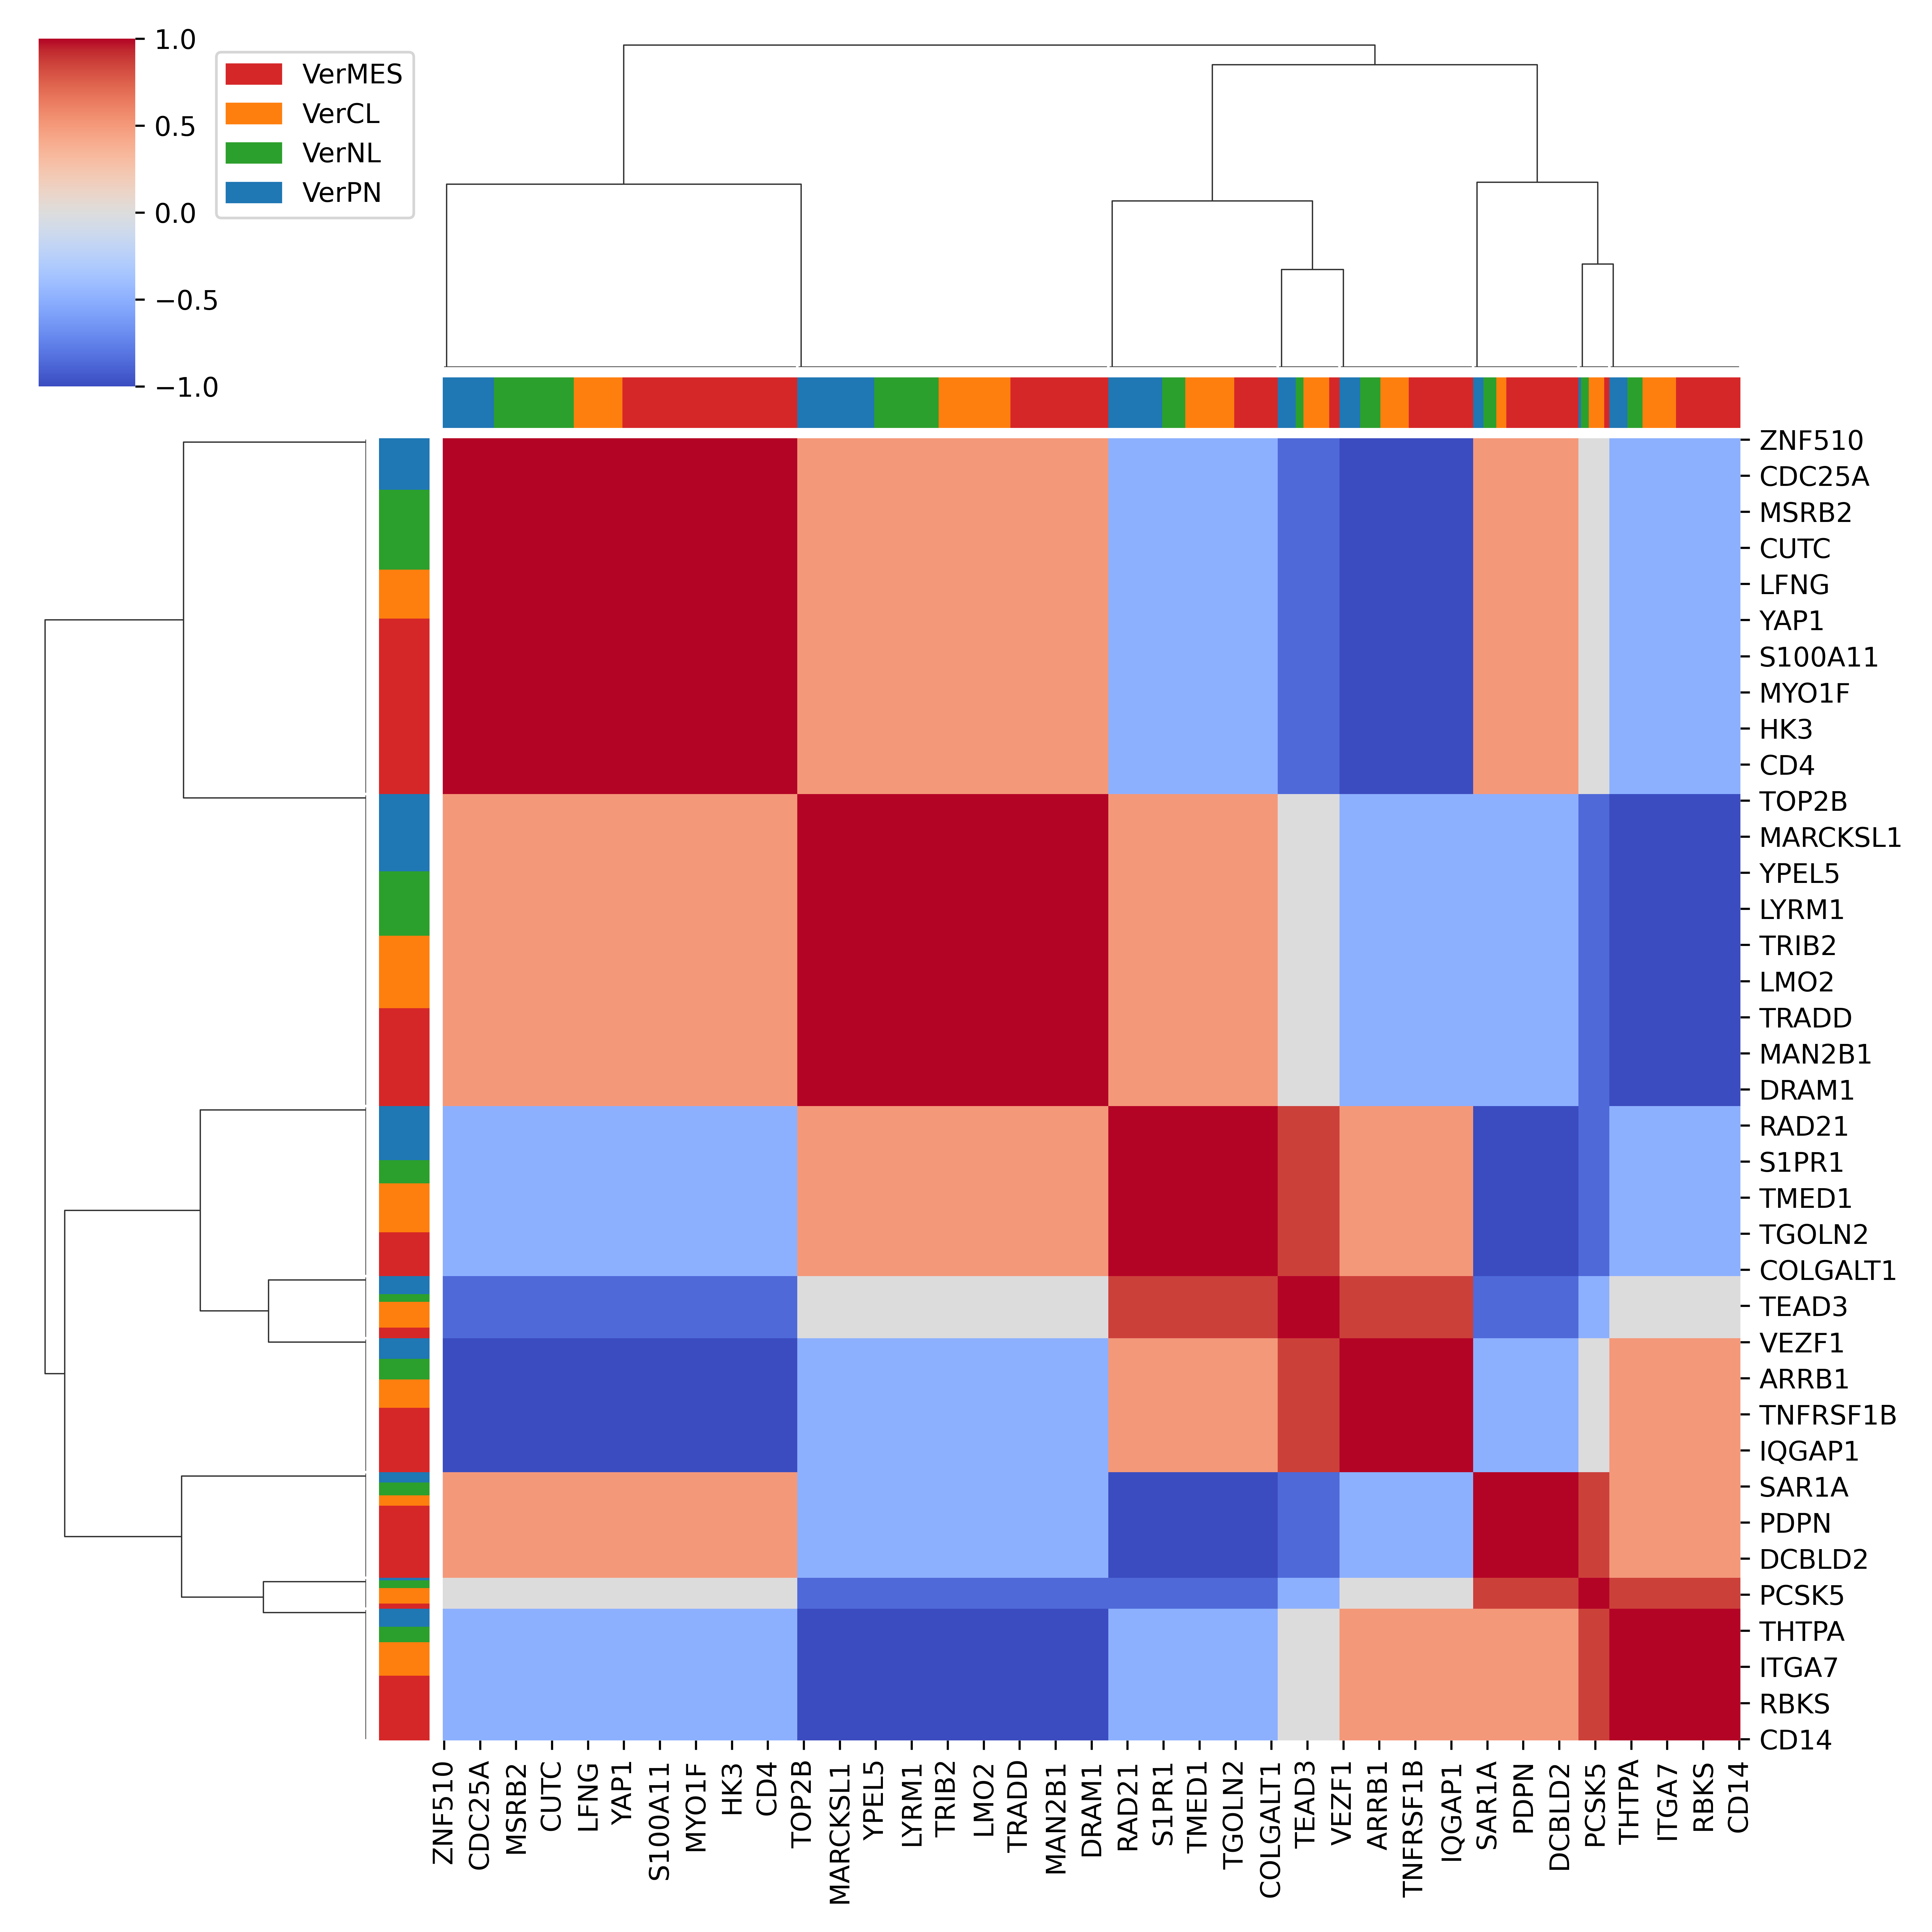 1.0
0.5
0.0
−0.5
−1.0
VerMES
VerCL
VerNL
VerPN
ZNF510
CDC25A
MSRB2
CUTC
LFNG
YAP1
S100A11
MYO1F
HK3
CD4
TOP2B
MARCKSL1
YPEL5
LYRM1
TRIB2
LMO2
TRADD
MAN2B1
DRAM1
RAD21
S1PR1
TMED1
TGOLN2
COLGALT1
TEAD3
VEZF1
ARRB1
TNFRSF1B
IQGAP1
SAR1A
PDPN
DCBLD2
PCSK5
THTPA
ITGA7
RBKS
CD14
ZNF510
CDC25A
MSRB2
CUTC
LFNG
YAP1
S100A11
MYO1F
HK3
CD4
TOP2B
MARCKSL1
YPEL5
LYRM1
TRIB2
LMO2
TRADD
MAN2B1
DRAM1
RAD21
S1PR1
TMED1
TGOLN2
COLGALT1
TEAD3
VEZF1
ARRB1
TNFRSF1B
IQGAP1
SAR1A
PDPN
DCBLD2
PCSK5
THTPA
ITGA7
RBKS
CD14